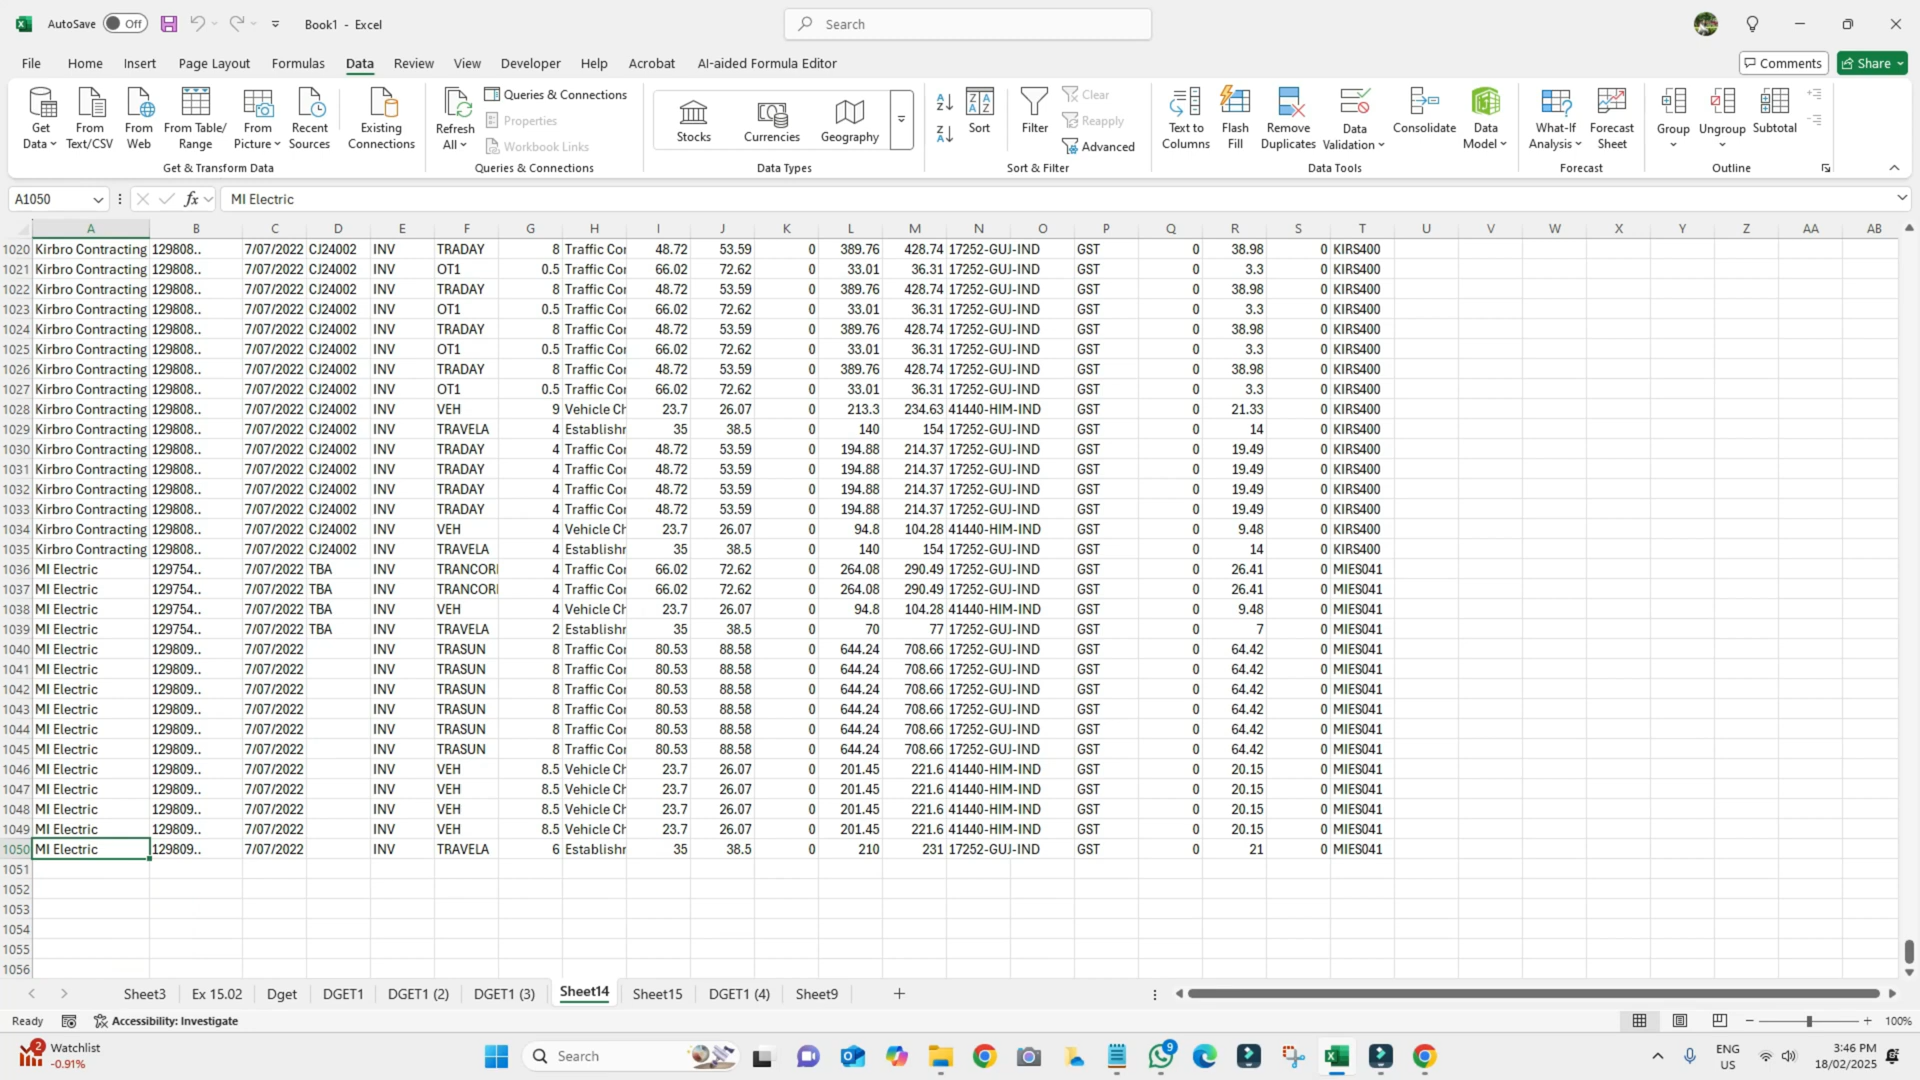 AutoSave Off Book1 - Excel Search
File Home Insert Page Layout Formulas Data Review View Developer Help Acrobat AI-aided Formula Editor Comments Share
Get Data From Text/CSV From Web From Table/ Range From Picture Recent Sources Existing Connections
Get & Transform Data
Refresh All Queries & Connections Properties Workbook Links
Queries & Connections
Stocks Currencies Geography
Data Types
Sort Filter Clear Reapply Advanced
Sort & Filter
Text to Columns Flash Fill Remove Duplicates Data Validation Consolidate Data Model
Data Tools
What-If Analysis Forecast Sheet
Forecast
Group Ungroup Subtotal
Outline
A1050 fx MI Electric
A B C D E F G H I J K L M N O P Q R S T U V W X Y Z AA AB
1020 Kirbro Contracting 129808.. 7/07/2022 CJ24002 INV TRADAY 8 Traffic Cor 48.72 53.59 0 389.76 428.74 17252-GUJ-IND GST 0 38.98 0 KIRS400
1021 Kirbro Contracting 129808.. 7/07/2022 CJ24002 INV OT1 0.5 Traffic Cor 66.02 72.62 0 33.01 36.31 17252-GUJ-IND GST 0 3.3 0 KIRS400
1022 Kirbro Contracting 129808.. 7/07/2022 CJ24002 INV TRADAY 8 Traffic Cor 48.72 53.59 0 389.76 428.74 17252-GUJ-IND GST 0 38.98 0 KIRS400
1023 Kirbro Contracting 129808.. 7/07/2022 CJ24002 INV OT1 0.5 Traffic Cor 66.02 72.62 0 33.01 36.31 17252-GUJ-IND GST 0 3.3 0 KIRS400
1024 Kirbro Contracting 129808.. 7/07/2022 CJ24002 INV TRADAY 8 Traffic Cor 48.72 53.59 0 389.76 428.74 17252-GUJ-IND GST 0 38.98 0 KIRS400
1025 Kirbro Contracting 129808.. 7/07/2022 CJ24002 INV OT1 0.5 Traffic Cor 66.02 72.62 0 33.01 36.31 17252-GUJ-IND GST 0 3.3 0 KIRS400
1026 Kirbro Contracting 129808.. 7/07/2022 CJ24002 INV TRADAY 8 Traffic Cor 48.72 53.59 0 389.76 428.74 17252-GUJ-IND GST 0 38.98 0 KIRS400
1027 Kirbro Contracting 129808.. 7/07/2022 CJ24002 INV OT1 0.5 Traffic Cor 66.02 72.62 0 33.01 36.31 17252-GUJ-IND GST 0 3.3 0 KIRS400
1028 Kirbro Contracting 129808.. 7/07/2022 CJ24002 INV VEH 9 Vehicle Ch 23.7 26.07 0 213.3 234.63 41440-HIM-IND GST 0 21.33 0 KIRS400
1029 Kirbro Contracting 129808.. 7/07/2022 CJ24002 INV TRAVELA 4 Establishr 35 38.5 0 140 154 17252-GUJ-IND GST 0 14 0 KIRS400
1030 Kirbro Contracting 129808.. 7/07/2022 CJ24002 INV TRADAY 4 Traffic Cor 48.72 53.59 0 194.88 214.37 17252-GUJ-IND GST 0 19.49 0 KIRS400
1031 Kirbro Contracting 129808.. 7/07/2022 CJ24002 INV TRADAY 4 Traffic Cor 48.72 53.59 0 194.88 214.37 17252-GUJ-IND GST 0 19.49 0 KIRS400
1032 Kirbro Contracting 129808.. 7/07/2022 CJ24002 INV TRADAY 4 Traffic Cor 48.72 53.59 0 194.88 214.37 17252-GUJ-IND GST 0 19.49 0 KIRS400
1033 Kirbro Contracting 129808.. 7/07/2022 CJ24002 INV TRADAY 4 Traffic Cor 48.72 53.59 0 194.88 214.37 17252-GUJ-IND GST 0 19.49 0 KIRS400
1034 Kirbro Contracting 129808.. 7/07/2022 CJ24002 INV VEH 4 Vehicle Ch 23.7 26.07 0 94.8 104.28 41440-HIM-IND GST 0 9.48 0 KIRS400
1035 Kirbro Contracting 129808.. 7/07/2022 CJ24002 INV TRAVELA 4 Establishr 35 38.5 0 140 154 17252-GUJ-IND GST 0 14 0 KIRS400
1036 MI Electric 129754.. 7/07/2022 TBA INV TRANCORI 4 Traffic Cor 66.02 72.62 0 264.08 290.49 17252-GUJ-IND GST 0 26.41 0 MIES041
1037 MI Electric 129754.. 7/07/2022 TBA INV TRANCORI 4 Traffic Cor 66.02 72.62 0 264.08 290.49 17252-GUJ-IND GST 0 26.41 0 MIES041
1038 MI Electric 129754.. 7/07/2022 TBA INV VEH 4 Vehicle Ch 23.7 26.07 0 94.8 104.28 41440-HIM-IND GST 0 9.48 0 MIES041
1039 MI Electric 129754.. 7/07/2022 TBA INV TRAVELA 2 Establishr 35 38.5 0 70 77 17252-GUJ-IND GST 0 7 0 MIES041
1040 MI Electric 129809.. 7/07/2022 INV TRASUN 8 Traffic Cor 80.53 88.58 0 644.24 708.66 17252-GUJ-IND GST 0 64.42 0 MIES041
1041 MI Electric 129809.. 7/07/2022 INV TRASUN 8 Traffic Cor 80.53 88.58 0 644.24 708.66 17252-GUJ-IND GST 0 64.42 0 MIES041
1042 MI Electric 129809.. 7/07/2022 INV TRASUN 8 Traffic Cor 80.53 88.58 0 644.24 708.66 17252-GUJ-IND GST 0 64.42 0 MIES041
1043 MI Electric 129809.. 7/07/2022 INV TRASUN 8 Traffic Cor 80.53 88.58 0 644.24 708.66 17252-GUJ-IND GST 0 64.42 0 MIES041
1044 MI Electric 129809.. 7/07/2022 INV TRASUN 8 Traffic Cor 80.53 88.58 0 644.24 708.66 17252-GUJ-IND GST 0 64.42 0 MIES041
1045 MI Electric 129809.. 7/07/2022 INV TRASUN 8 Traffic Cor 80.53 88.58 0 644.24 708.66 17252-GUJ-IND GST 0 64.42 0 MIES041
1046 MI Electric 129809.. 7/07/2022 INV VEH 8.5 Vehicle Ch 23.7 26.07 0 201.45 221.6 41440-HIM-IND GST 0 20.15 0 MIES041
1047 MI Electric 129809.. 7/07/2022 INV VEH 8.5 Vehicle Ch 23.7 26.07 0 201.45 221.6 41440-HIM-IND GST 0 20.15 0 MIES041
1048 MI Electric 129809.. 7/07/2022 INV VEH 8.5 Vehicle Ch 23.7 26.07 0 201.45 221.6 41440-HIM-IND GST 0 20.15 0 MIES041
1049 MI Electric 129809.. 7/07/2022 INV VEH 8.5 Vehicle Ch 23.7 26.07 0 201.45 221.6 41440-HIM-IND GST 0 20.15 0 MIES041
1050 MI Electric 129809.. 7/07/2022 INV TRAVELA 6 Establishr 35 38.5 0 210 231 17252-GUJ-IND GST 0 21 0 MIES041
1051
1052
1053
1054
1055
1056
Sheet3 Ex 15.02 Dget DGET1 DGET1 (2) DGET1 (3) Sheet14 Sheet15 DGET1 (4) Sheet9
Ready Accessibility: Investigate 100%
2 Watchlist -0.91% Search 9 ENG US 3:46 PM 18/02/2025